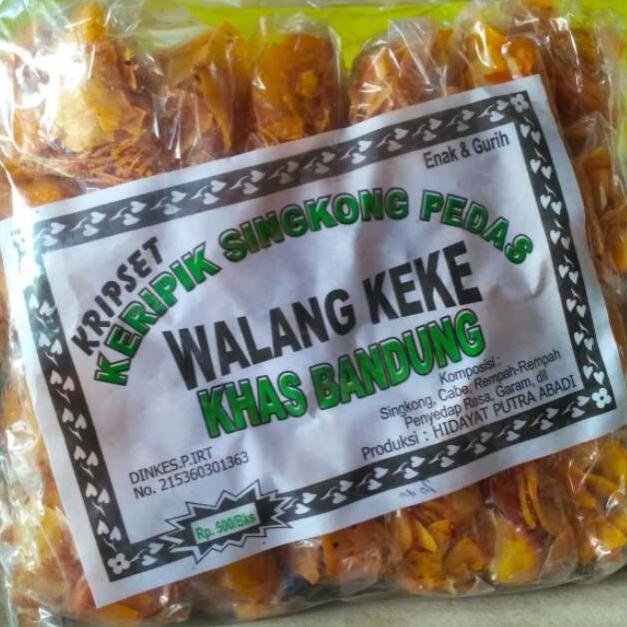 Enak & Gurih
KRIPSET
KERIPIK SINGKONG PEDAS
WALANG KEKE
KHAS BANDUNG
Komposisi :
Singkong, Cabe, Rempah-Rempah
Penyedap Rasa, Garam, dll
Produksi : HIDAYAT PUTRA ABADI
DINKES.P.IRT
No. 215360301363
Rp. 500/Bks